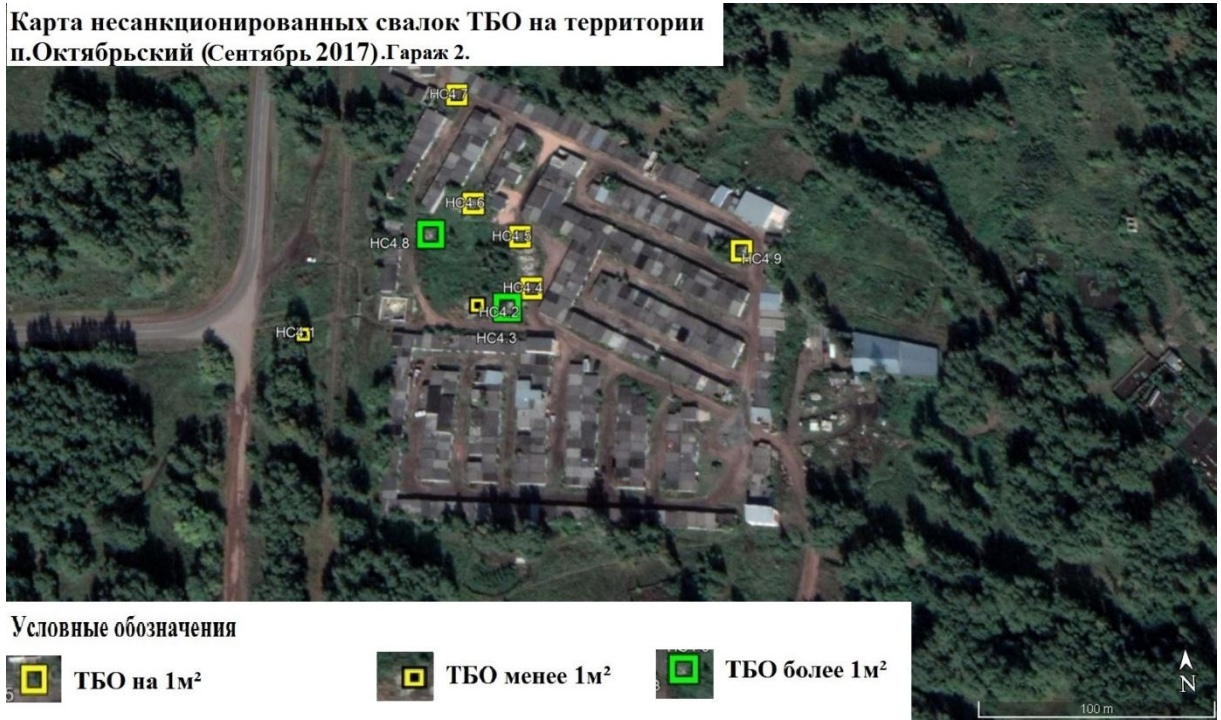 Карта несанкционированных свалок ТБО на территории
п.Октябрьский (Сентябрь 2017).Гараж 2.
НС4.7
НС4.6
НС4.8
НС4.5
НС4.9
НС4.4
НС4.2
НС4.1
НС4.3
Условные обозначения
ТБО на 1м²
ТБО менее 1м²
ТБО более 1м²
N
100 m